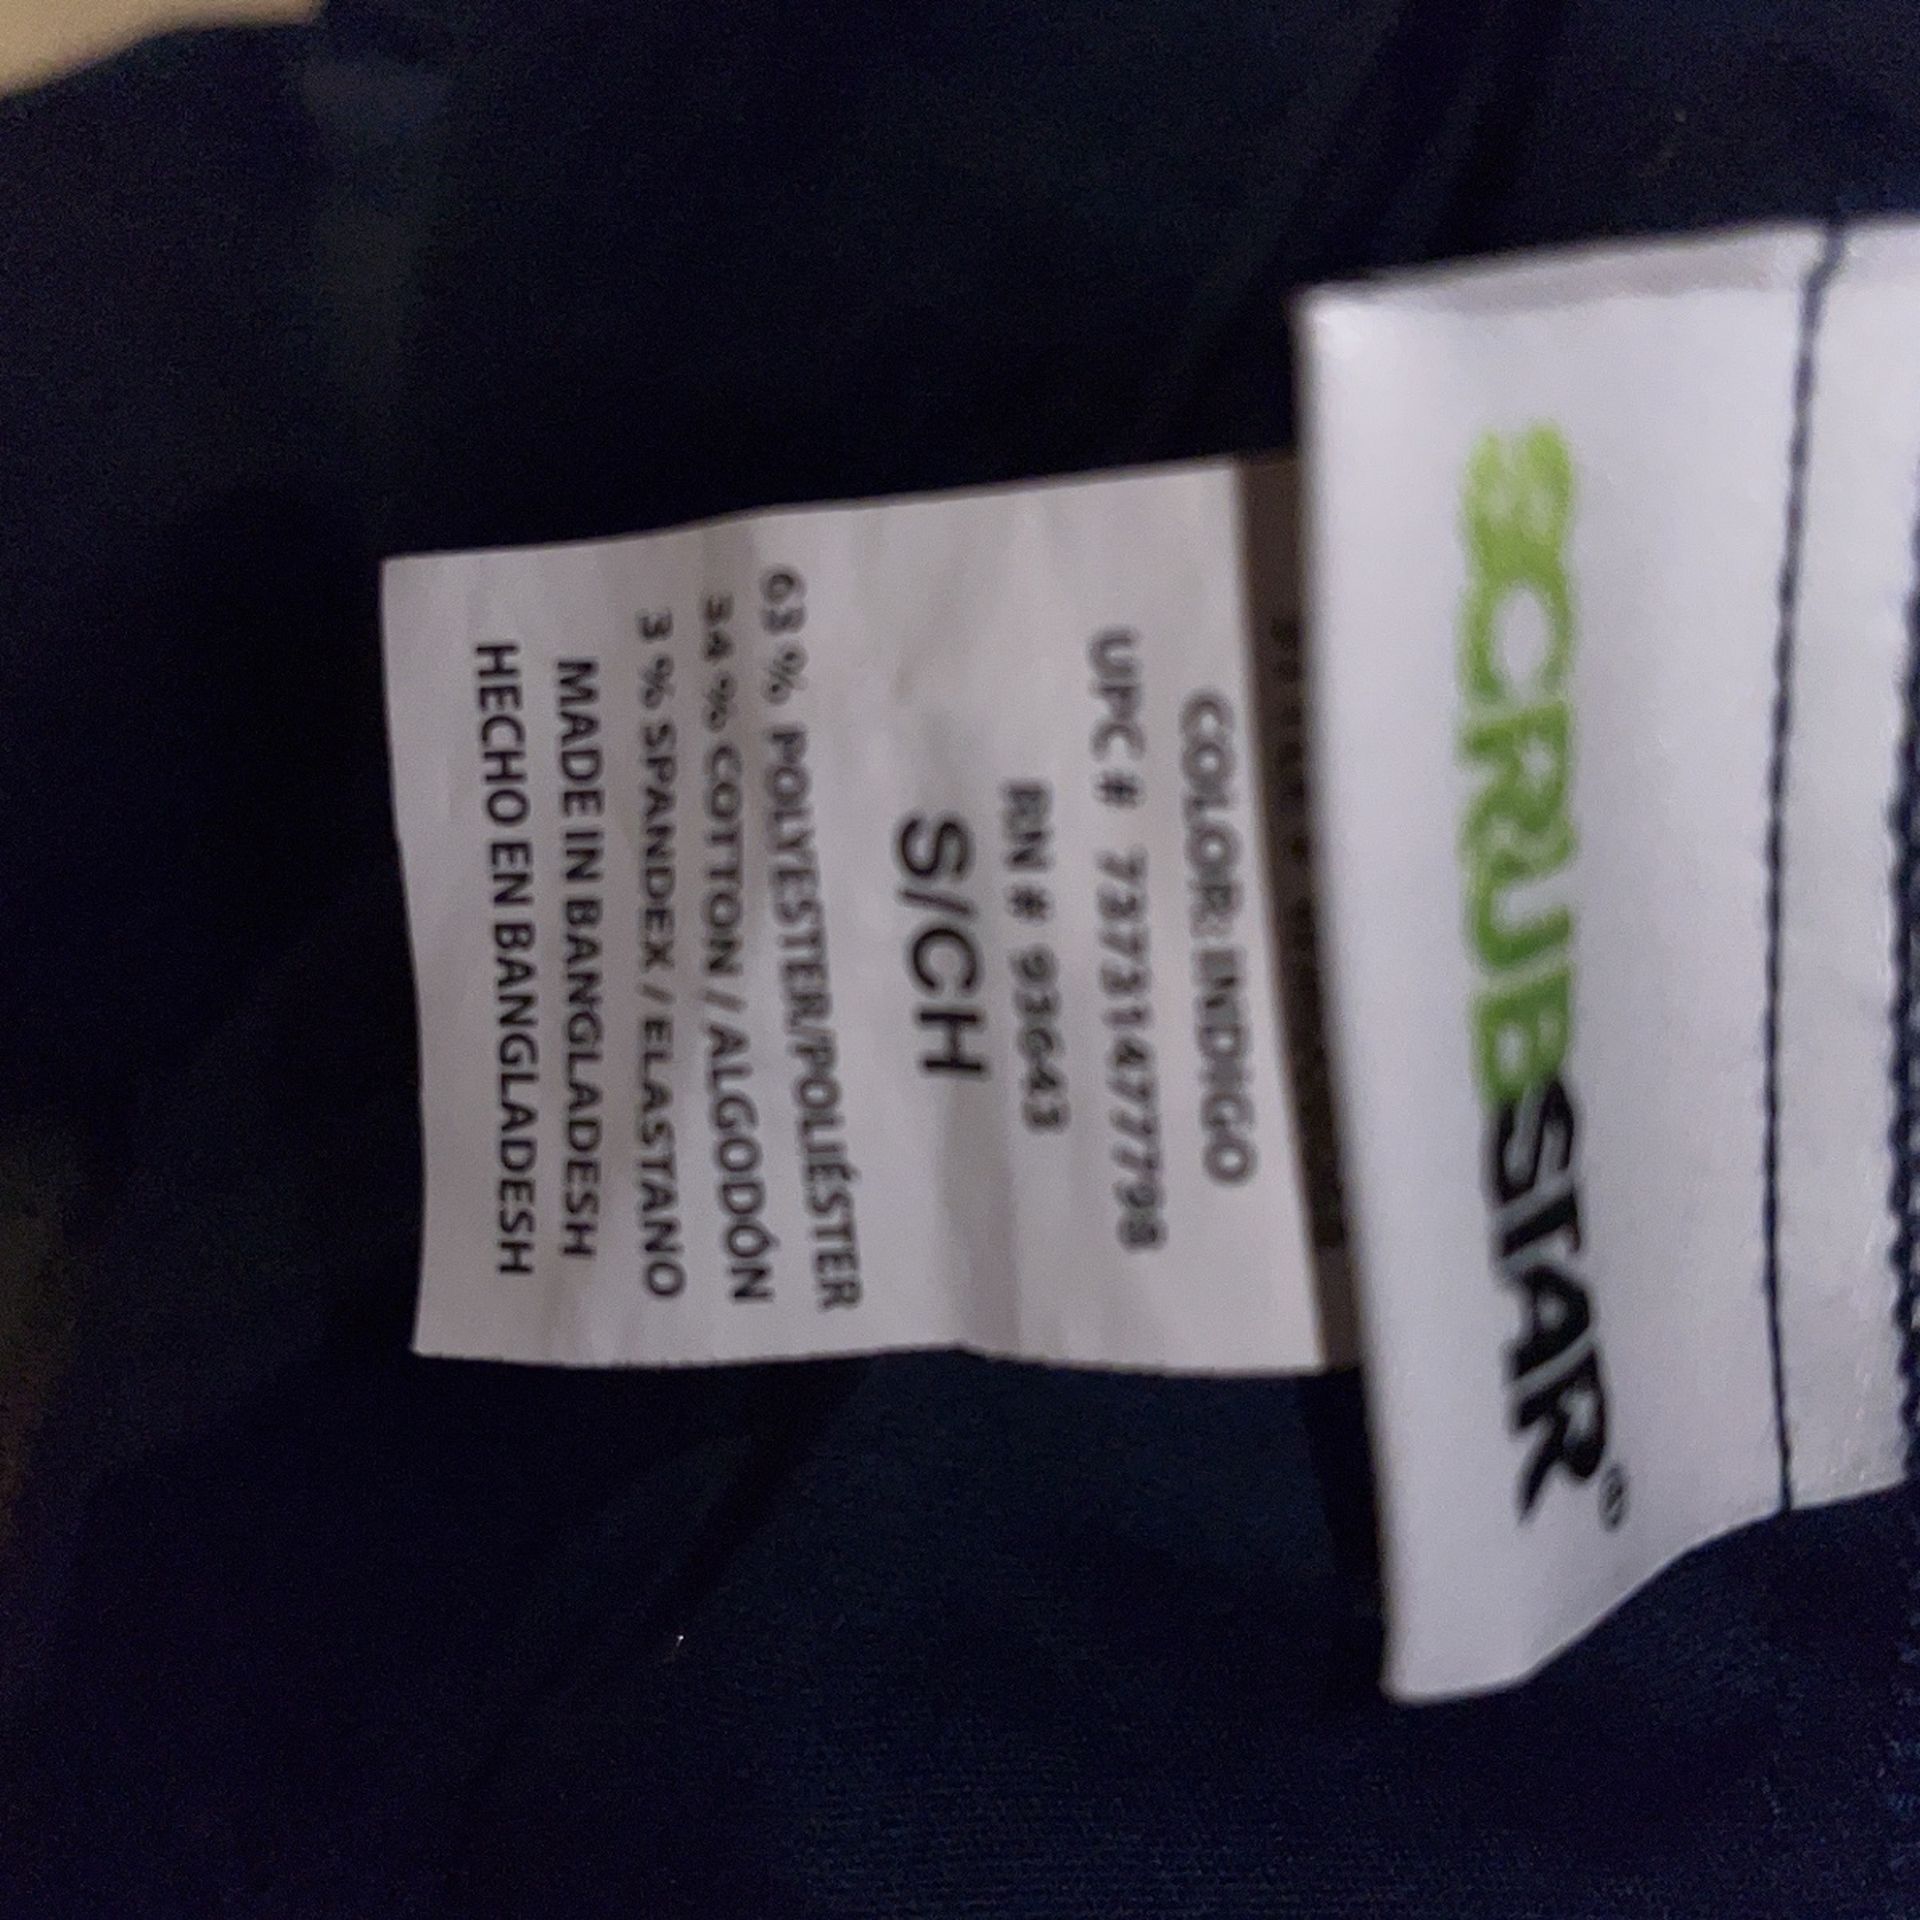 SCRUBSTAR®
COLOR: INDIGO
UPC # 737314777798
RN # 93643
S/CH
63 % POLYESTER/POLIÉSTER
34 % COTTON / ALGODÓN
3 % SPANDEX / ELASTANO
MADE IN BANGLADESH
HECHO EN BANGLADESH